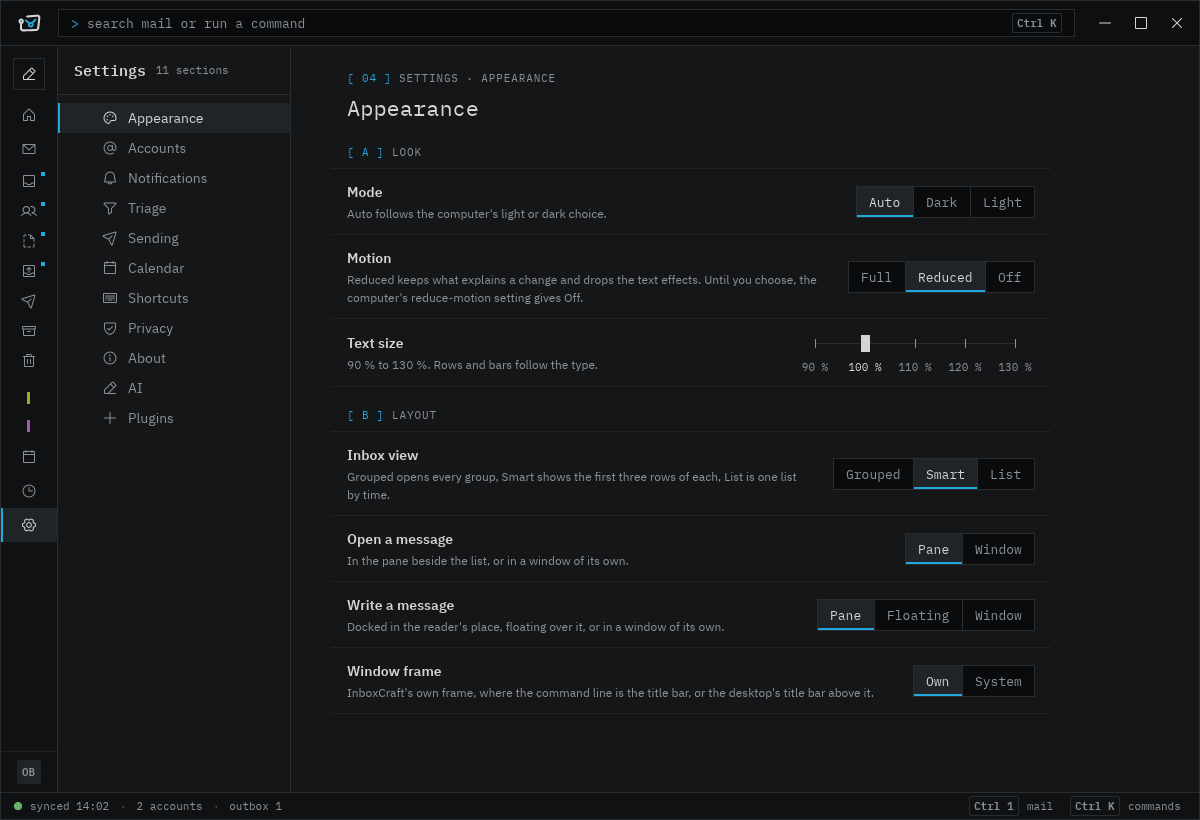 > search mail or run a command
Ctrl K
Settings 11 sections
Appearance
Accounts
Notifications
Triage
Sending
Calendar
Shortcuts
Privacy
About
AI
Plugins
OB
[ 04 ] SETTINGS · APPEARANCE
Appearance
[ A ] LOOK
Mode
Auto follows the computer's light or dark choice.
Auto Dark Light
Motion
Reduced keeps what explains a change and drops the text effects. Until you choose, the
computer's reduce-motion setting gives Off.
Full Reduced Off
Text size
90 % to 130 %. Rows and bars follow the type.
90 % 100 % 110 % 120 % 130 %
[ B ] LAYOUT
Inbox view
Grouped opens every group, Smart shows the first three rows of each, List is one list
by time.
Grouped Smart List
Open a message
In the pane beside the list, or in a window of its own.
Pane Window
Write a message
Docked in the reader's place, floating over it, or in a window of its own.
Pane Floating Window
Window frame
InboxCraft's own frame, where the command line is the title bar, or the desktop's title bar above it.
Own System
synced 14:02 · 2 accounts · outbox 1
Ctrl 1 mail Ctrl K commands